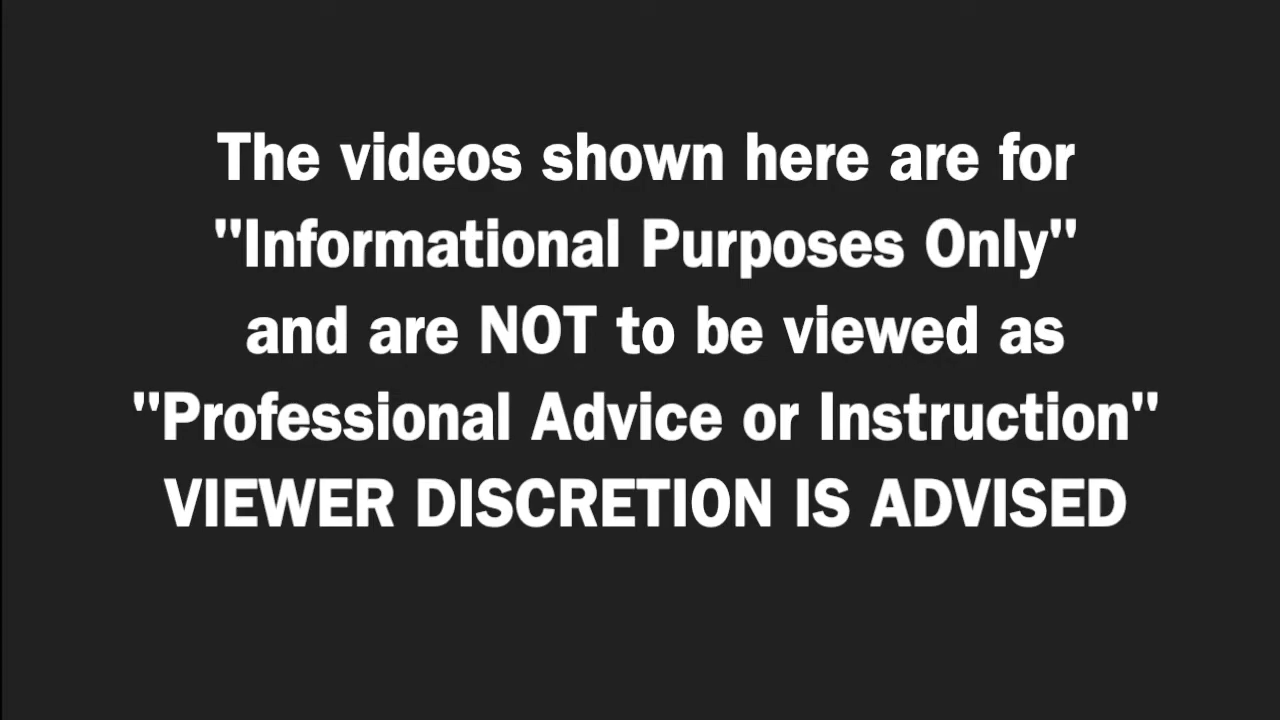 The videos shown here are for
"Informational Purposes Only"
and are NOT to be viewed as
"Professional Advice or Instruction"
VIEWER DISCRETION IS ADVISED